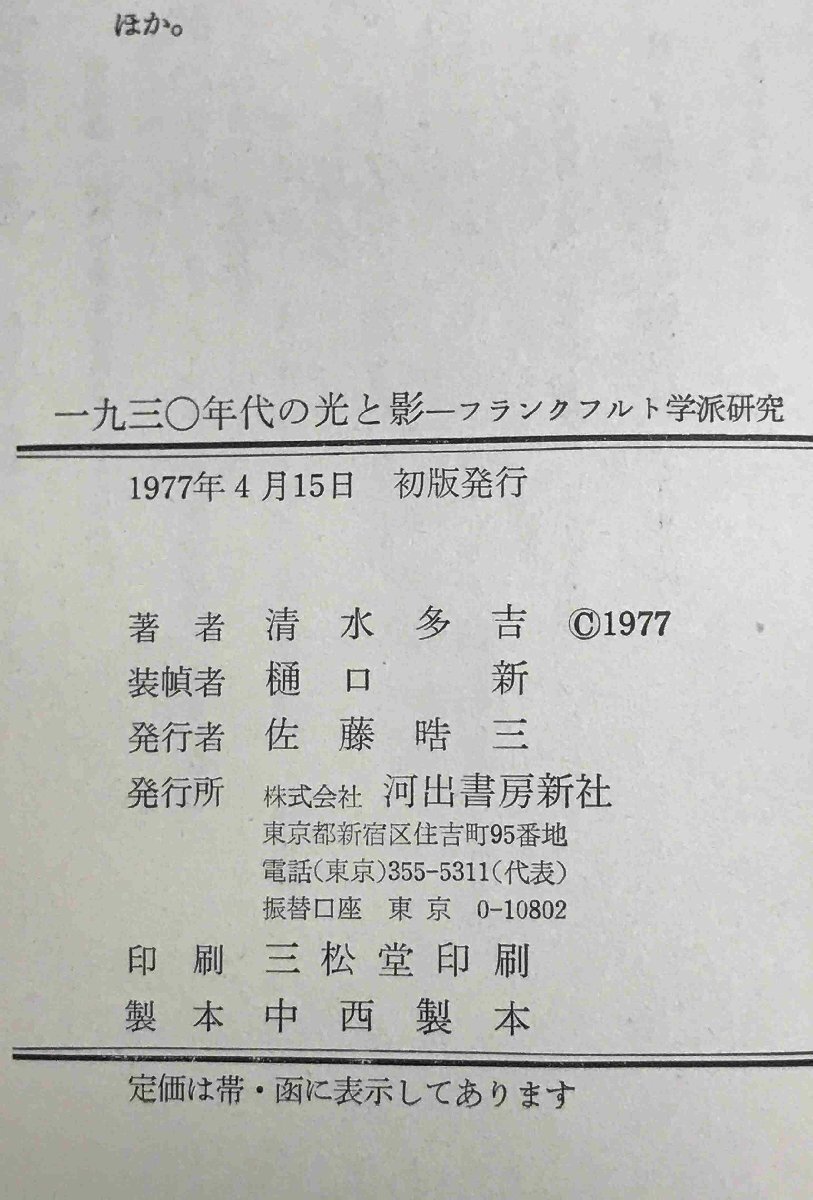 ほか。
一九三〇年代の光と影―フランクフルト学派研究
1977年4月15日　初版発行
著　者　清水多吉　©1977
装幀者　樋口　新
発行者　佐藤晧三
発行所　株式会社　河出書房新社
東京都新宿区住吉町95番地
電話(東京)355-5311(代表)
振替口座　東京　0-10802
印　刷　三松堂印刷
製　本　中西製本
定価は帯・函に表示してあります